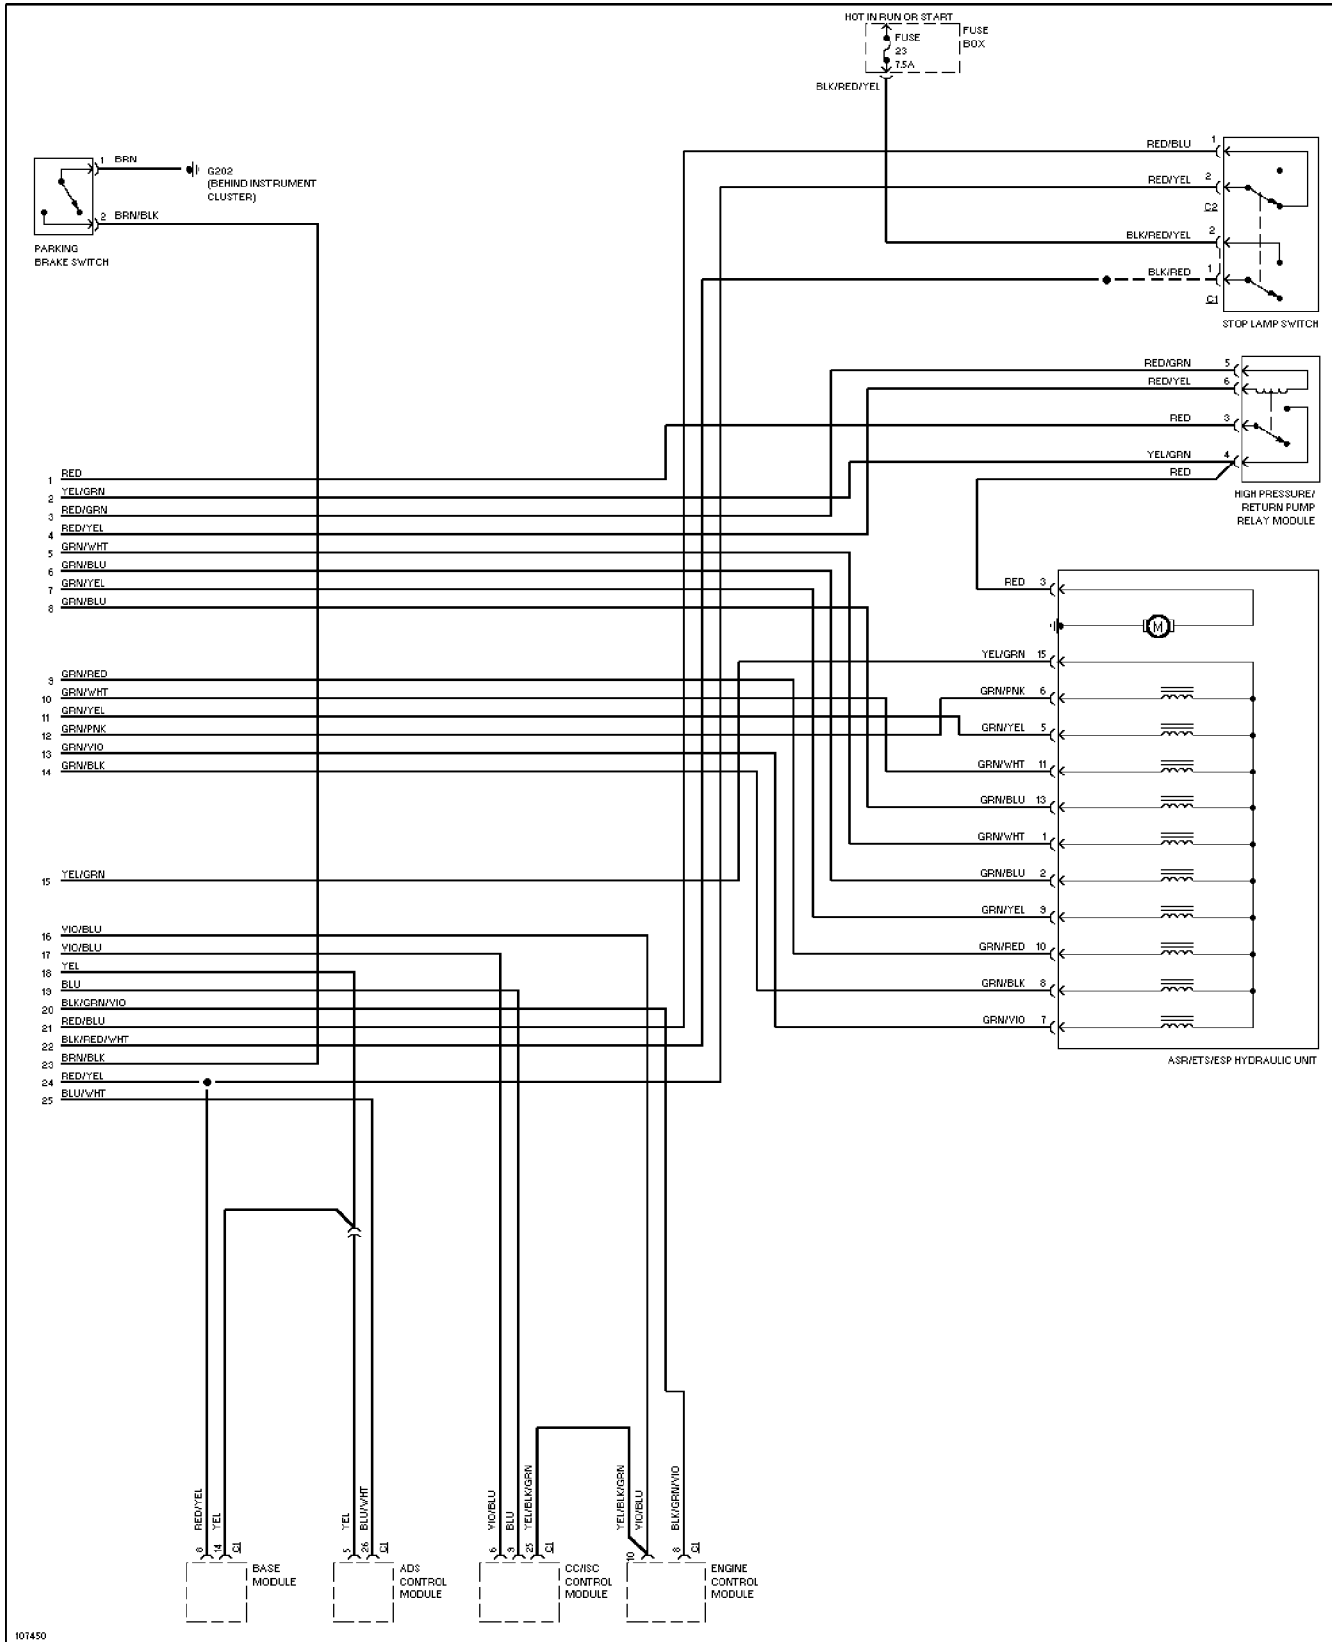 HOT IN RUN OR START
FUSE
23
7.5A
FUSE
BOX
BLK/RED/YEL
1 BRN
G202
(BEHIND INSTRUMENT
CLUSTER)
2 BRN/BLK
PARKING
BRAKE SWITCH
RED/BLU 1
RED/YEL 2
C2
BLK/RED/YEL 2
BLK/RED 1
C1
STOP LAMP SWITCH
RED/GRN 5
RED/YEL 6
RED 3
YEL/GRN 4
RED
HIGH PRESSURE/
RETURN PUMP
RELAY MODULE
1 RED
2 YEL/GRN
3 RED/GRN
4 RED/YEL
5 GRN/WHT
6 GRN/BLU
7 GRN/YEL
8 GRN/BLU
9 GRN/RED
10 GRN/WHT
11 GRN/YEL
12 GRN/PNK
13 GRN/VIO
14 GRN/BLK
15 YEL/GRN
16 VIO/BLU
17 VIO/BLU
18 YEL
19 BLU
20 BLK/GRN/VIO
21 RED/BLU
22 BLK/RED/WHT
23 BRN/BLK
24 RED/YEL
25 BLU/WHT
RED 3
M
YEL/GRN 15
GRN/PNK 6
GRN/YEL 5
GRN/WHT 11
GRN/BLU 13
GRN/WHT 1
GRN/BLU 2
GRN/YEL 9
GRN/RED 10
GRN/BLK 8
GRN/VIO 7
ASR/ETS/ESP HYDRAULIC UNIT
8 RED/YEL
14 YEL
C1
BASE
MODULE
5 YEL
26 BLU/WHT
C1
ADS
CONTROL
MODULE
6 VIO/BLU
9 BLU
25 YEL/BLK/GRN
C1
CC/ISC
CONTROL
MODULE
YEL/BLK/GRN
10 VIO/BLU
8 BLK/GRN/VIO
C1
ENGINE
CONTROL
MODULE
107450